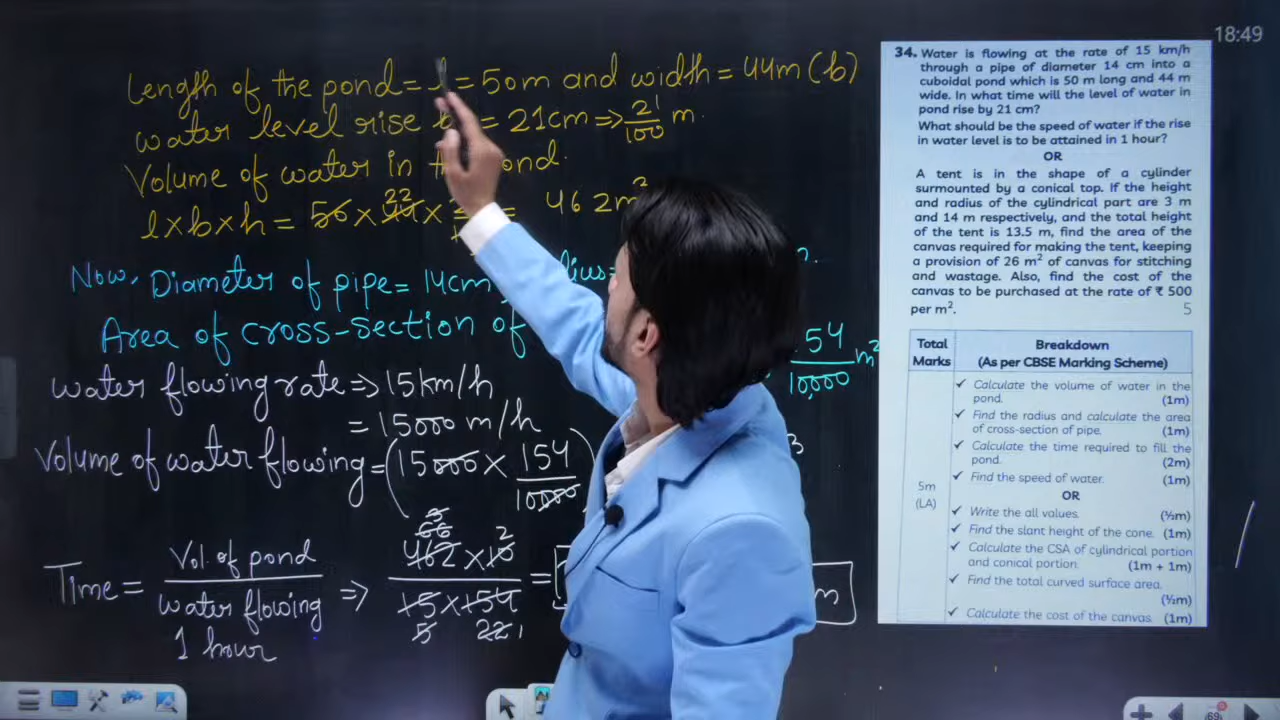 18:49
Length of the pond = l = 50m and width = 44m (b)
water level rise = 21cm ⇒ 21/100 m.
Volume of water in pond.
l × b × h = 50 × 44 22 × = 462m
Now, Diameter of pipe = 14cm
Area of cross-section of 54/10,000 m²
water flowing rate ⇒ 15km/h
= 15000 m/h
Volume of water flowing = (15000 × 154/10000) 3
Time = Vol. of pond / water flowing 1 hour ⇒ 462 × 10 / 15 × 154 =
m
34. Water is flowing at the rate of 15 km/h
through a pipe of diameter 14 cm into a
cuboidal pond which is 50 m long and 44 m
wide. In what time will the level of water in
pond rise by 21 cm?
What should be the speed of water if the rise
in water level is to be attained in 1 hour?
OR
A tent is in the shape of a cylinder
surmounted by a conical top. If the height
and radius of the cylindrical part are 3 m
and 14 m respectively, and the total height
of the tent is 13.5 m, find the area of the
canvas required for making the tent, keeping
a provision of 26 m² of canvas for stitching
and wastage. Also, find the cost of the
canvas to be purchased at the rate of ₹ 500
per m². 5
Total Marks
Breakdown
(As per CBSE Marking Scheme)
5m
(LA)
✓ Calculate the volume of water in the
pond. (1m)
✓ Find the radius and calculate the area
of cross-section of pipe. (1m)
✓ Calculate the time required to fill the
pond. (2m)
✓ Find the speed of water. (1m)
OR
✓ Write the all values. (½m)
✓ Find the slant height of the cone. (1m)
✓ Calculate the CSA of cylindrical portion
and conical portion. (1m + 1m)
✓ Find the total curved surface area.
(½m)
✓ Calculate the cost of the canvas. (1m)